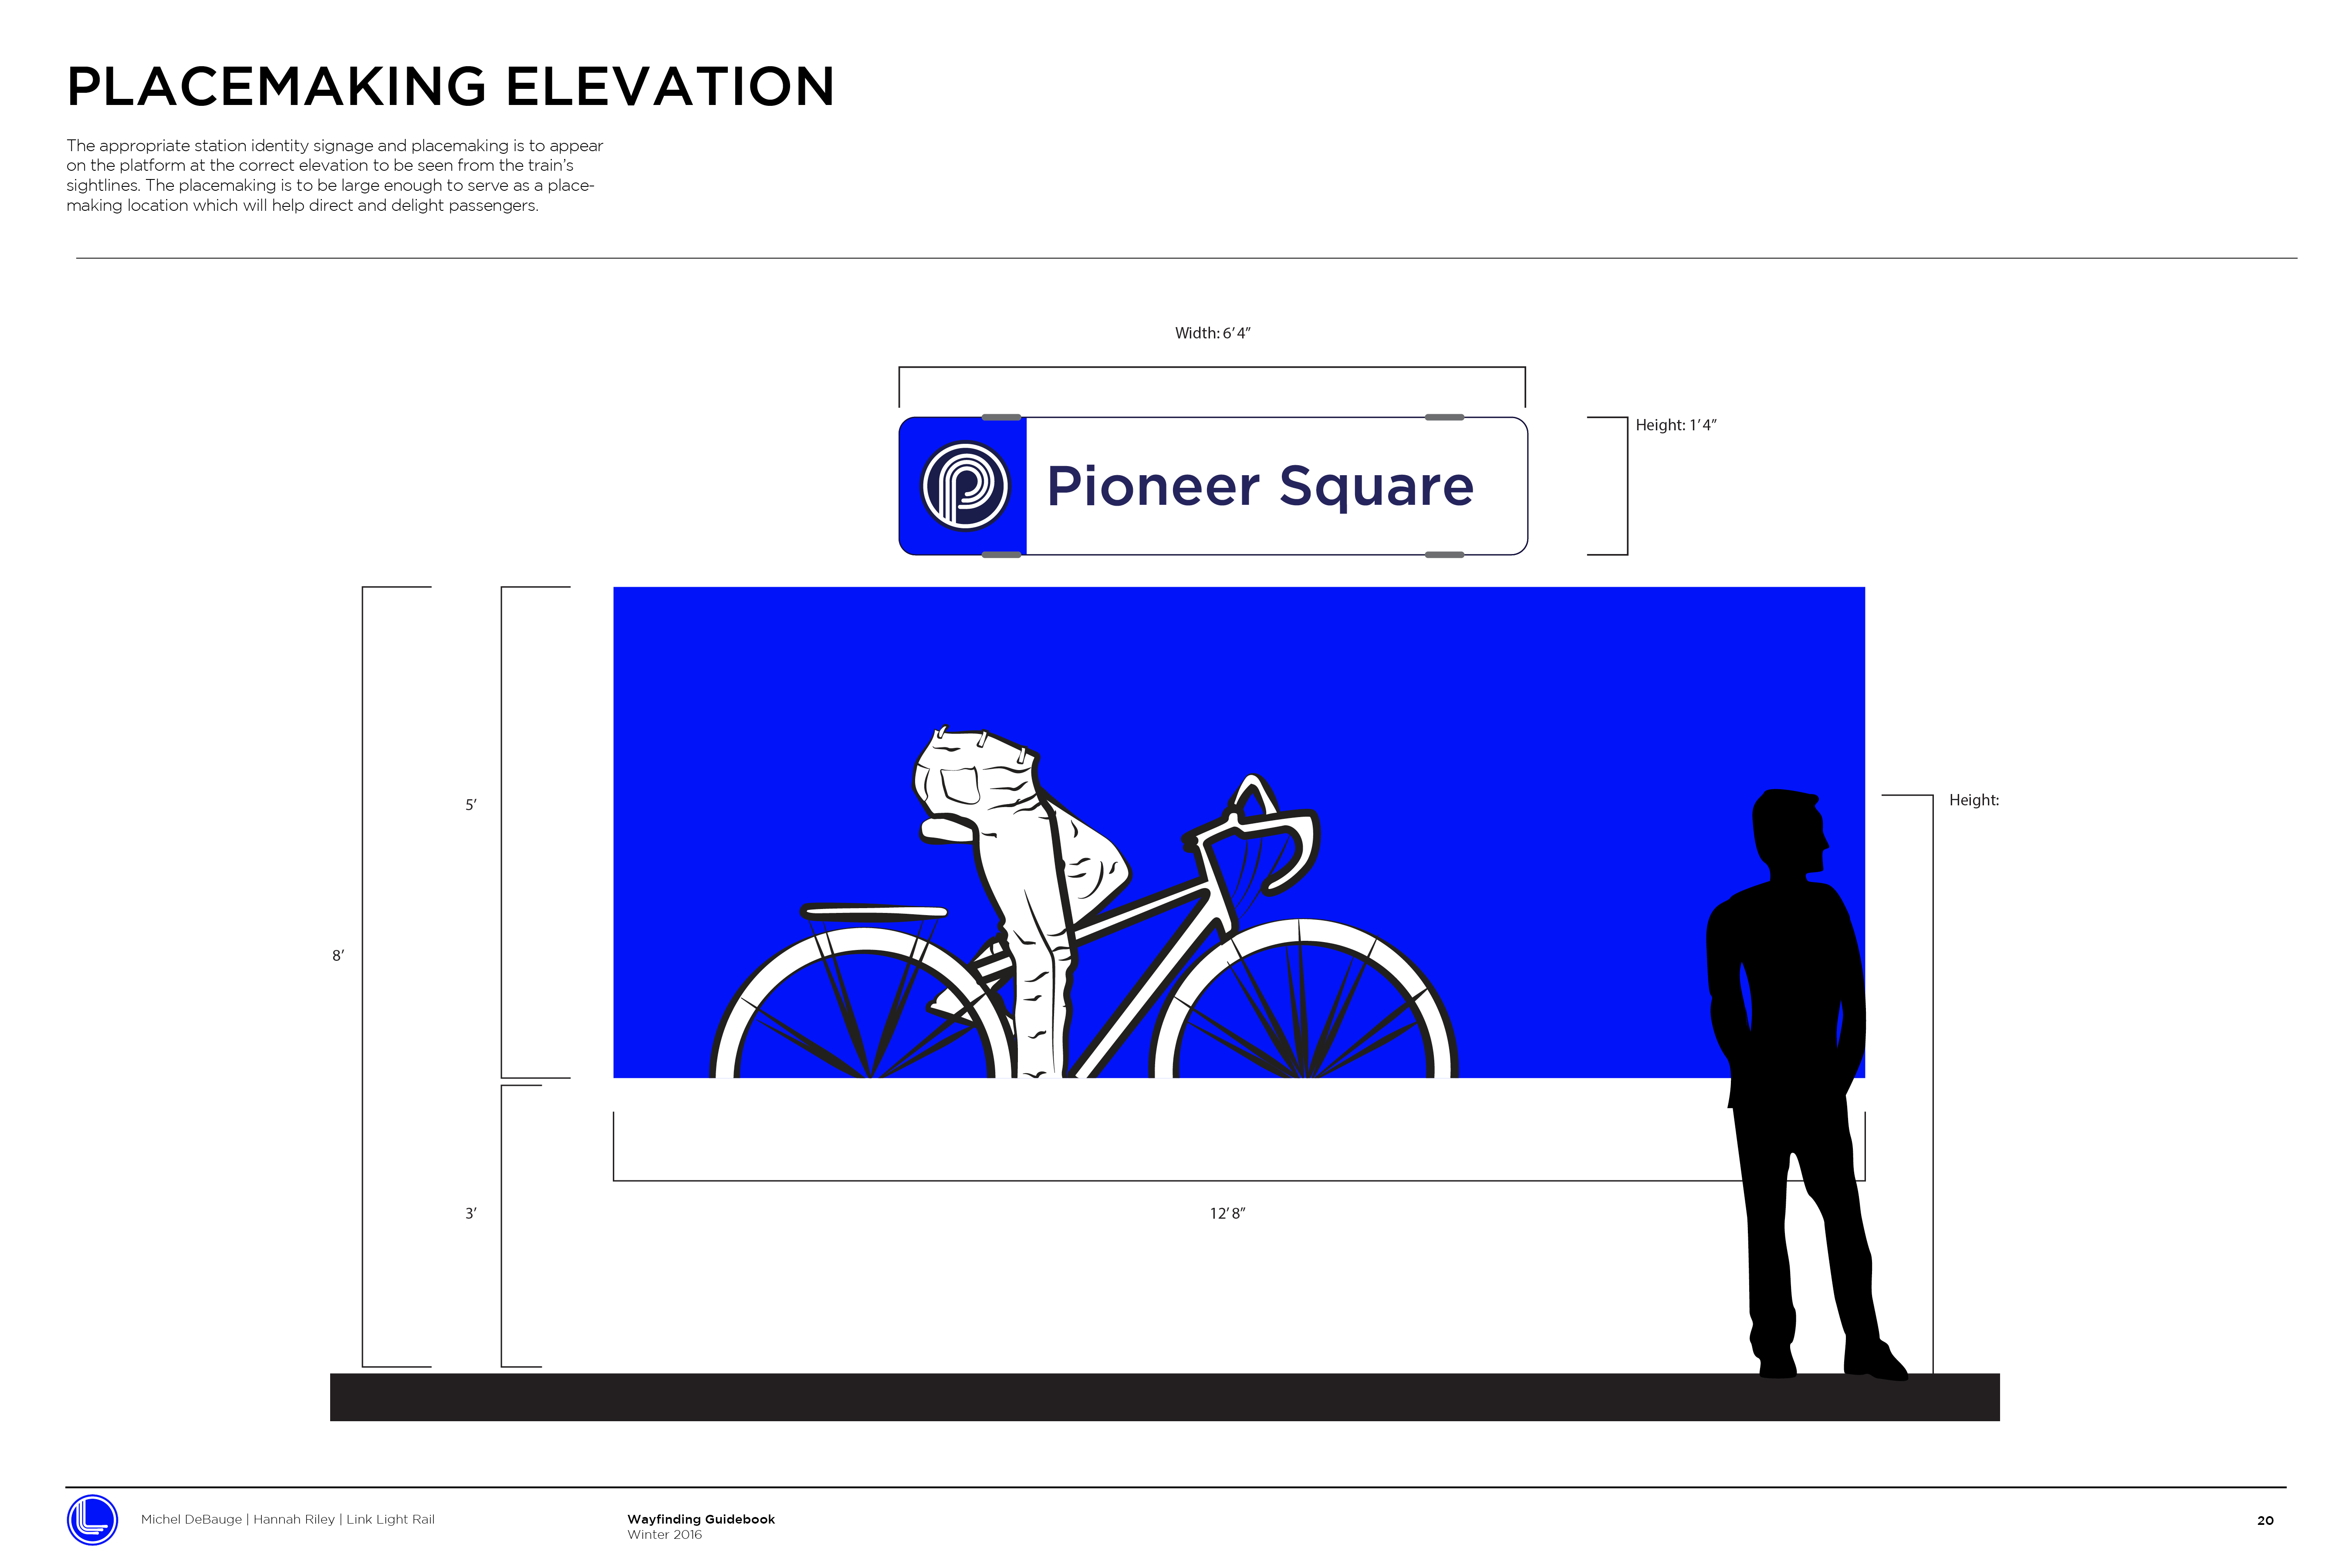 PLACEMAKING ELEVATION
The appropriate station identity signage and placemaking is to appear
on the platform at the correct elevation to be seen from the train’s
sightlines. The placemaking is to be large enough to serve as a place-
making location which will help direct and delight passengers.
Width: 6’ 4”
Height: 1’ 4”
Pioneer Square
5’
Height:
8’
3’
12’ 8”
Michel DeBauge | Hannah Riley | Link Light Rail
Wayfinding Guidebook
Winter 2016
20